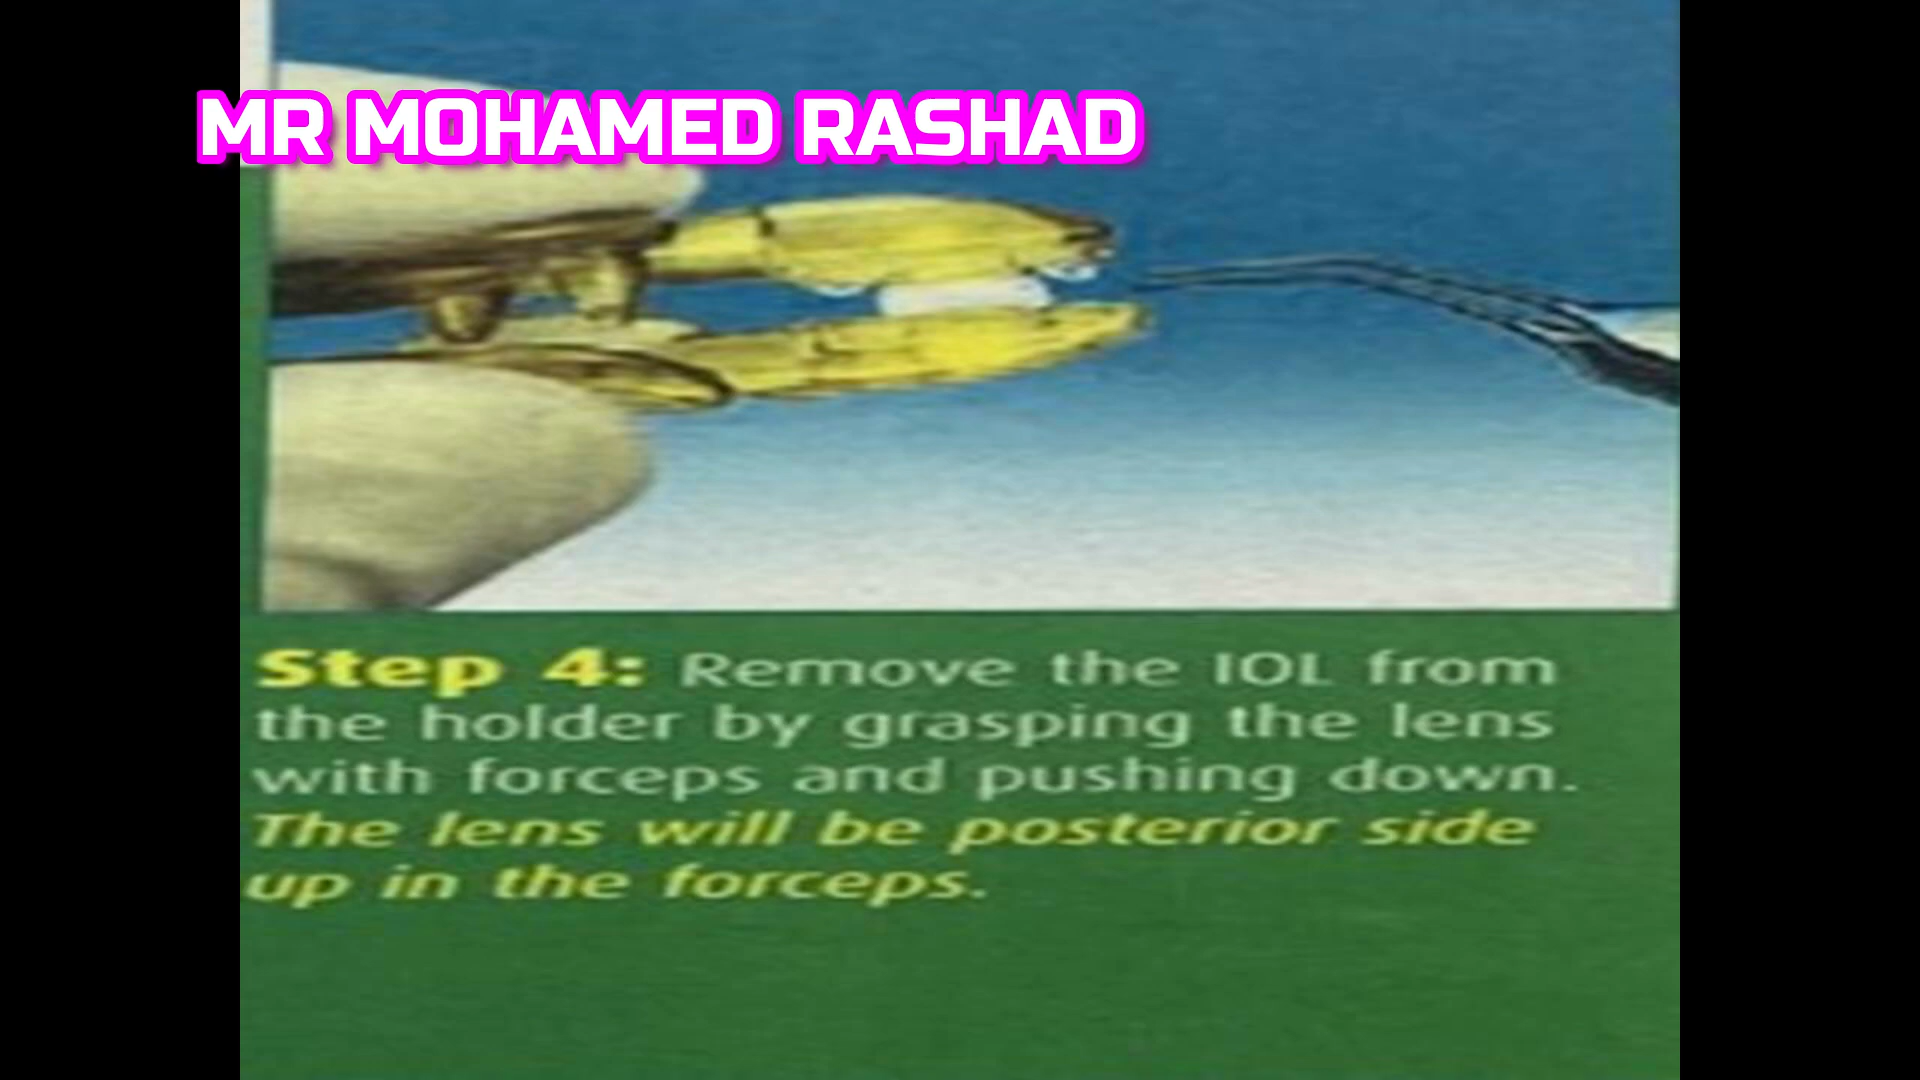 MR MOHAMED RASHAD
Step 4: Remove the IOL from
the holder by grasping the lens
with forceps and pushing down.
The lens will be posterior side
up in the forceps.